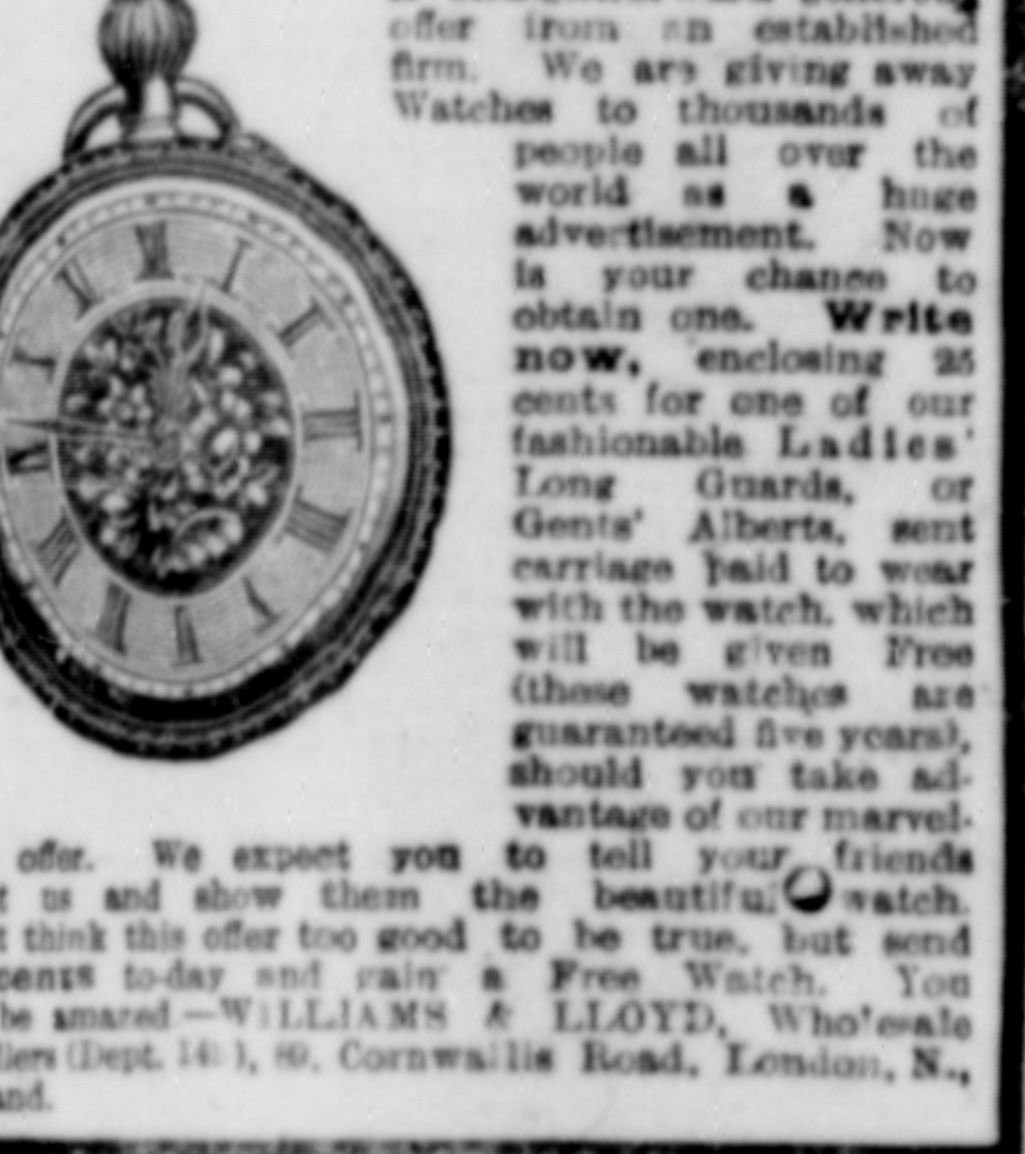 offer from an established
firm. We are giving away
Watches to thousands of
people all over the
world as a huge
advertisement. Now
is your chance to
obtain one. Write
now, enclosing 25
cents for one of our
fashionable Ladies'
Long Guards, or
Gents' Alberts, sent
carriage paid to wear
with the watch, which
will be given Free
(these watches are
guaranteed five years),
should you take ad-
vantage of our marvel-
offer. We expect you to tell your friends
us and show them the beautiful watch.
think this offer too good to be true, but send
cents to-day and gain a Free Watch. You
be amazed.—WILLIAMS & LLOYD, Wholesale
(Dept. Cornwallis Road, London, N.,